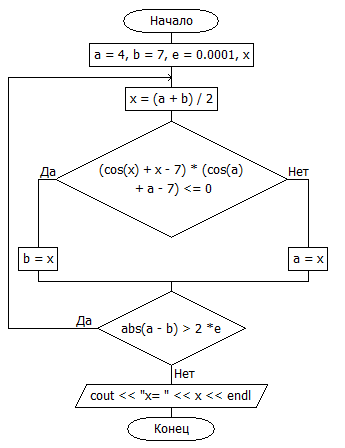 Начало
a = 4, b = 7, e = 0.0001, x
x = (a + b) / 2
(cos(x) + x - 7) * (cos(a)
+ a - 7) <= 0
Да
Нет
b = x
a = x
abs(a - b) > 2 *e
Да
Нет
cout << "x= " << x << endl
Конец